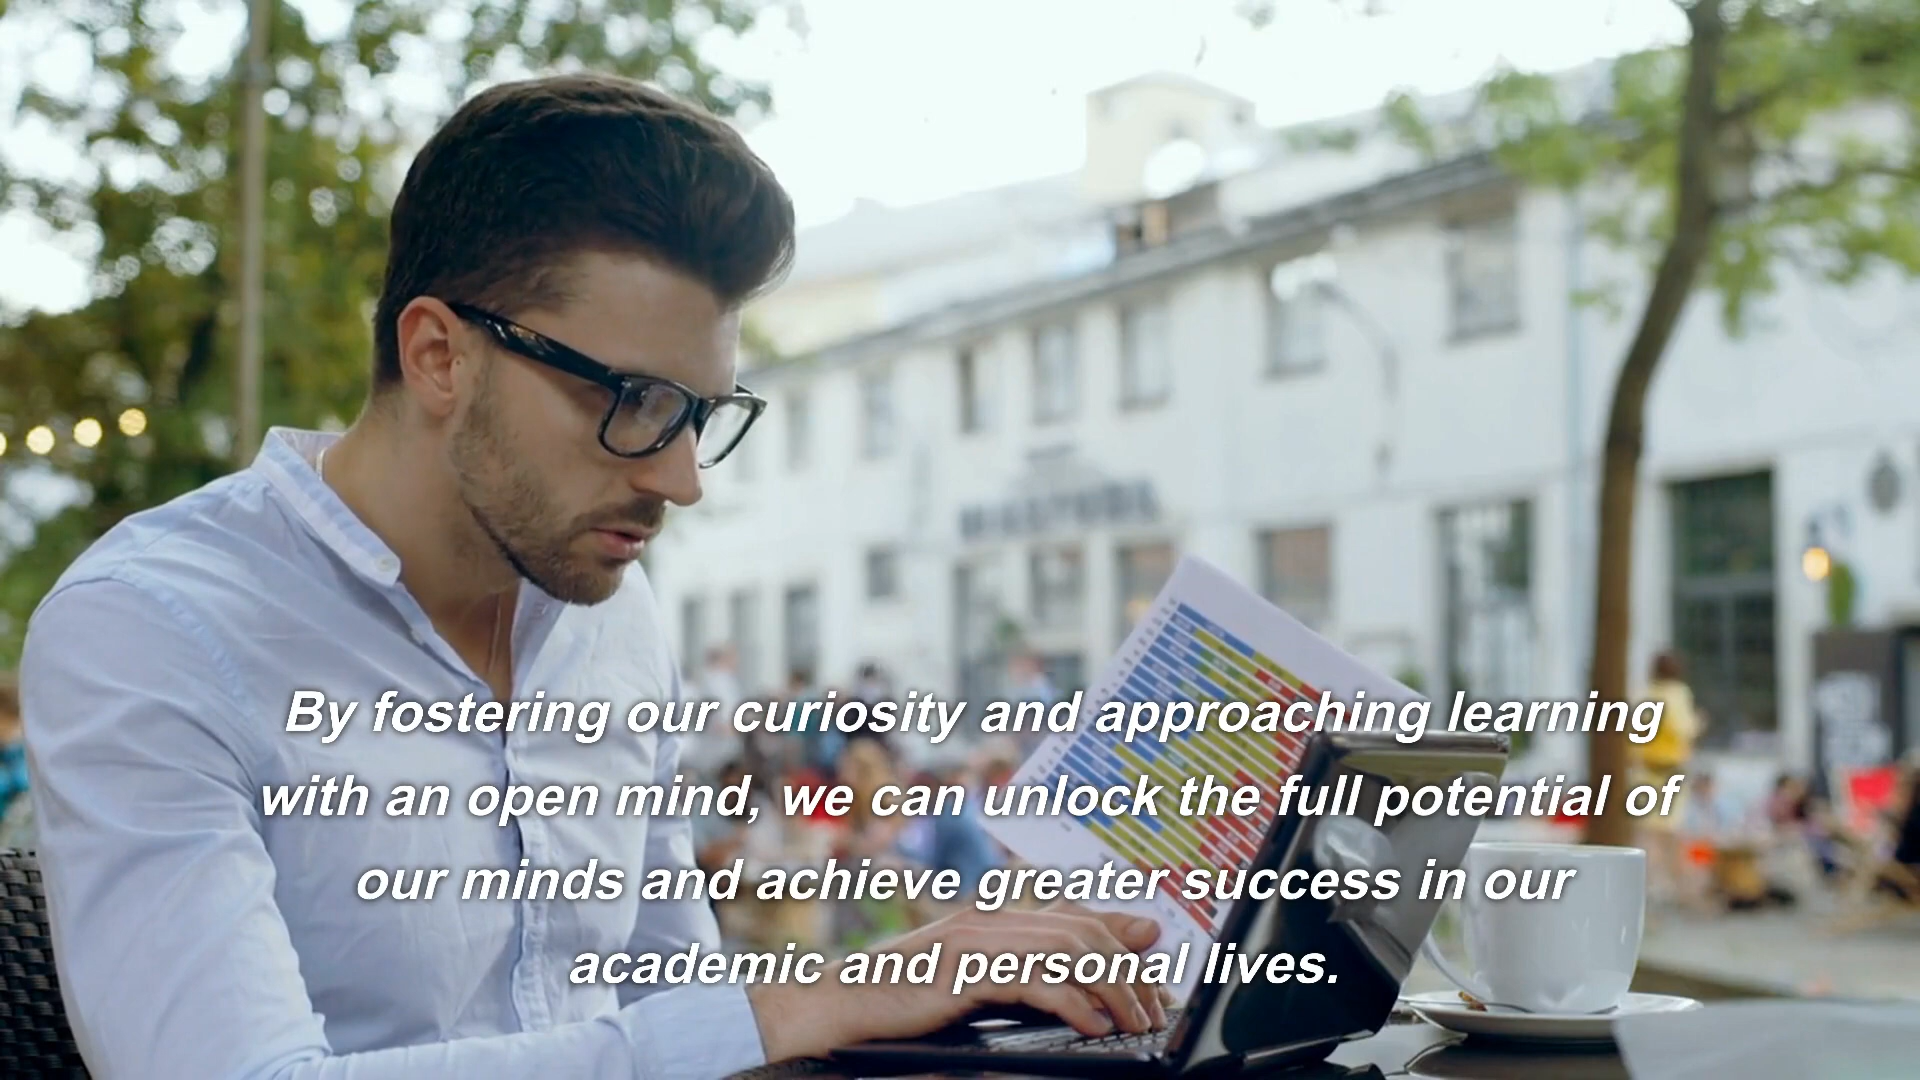 By fostering our curiosity and approaching learning
with an open mind, we can unlock the full potential of
our minds and achieve greater success in our
academic and personal lives.